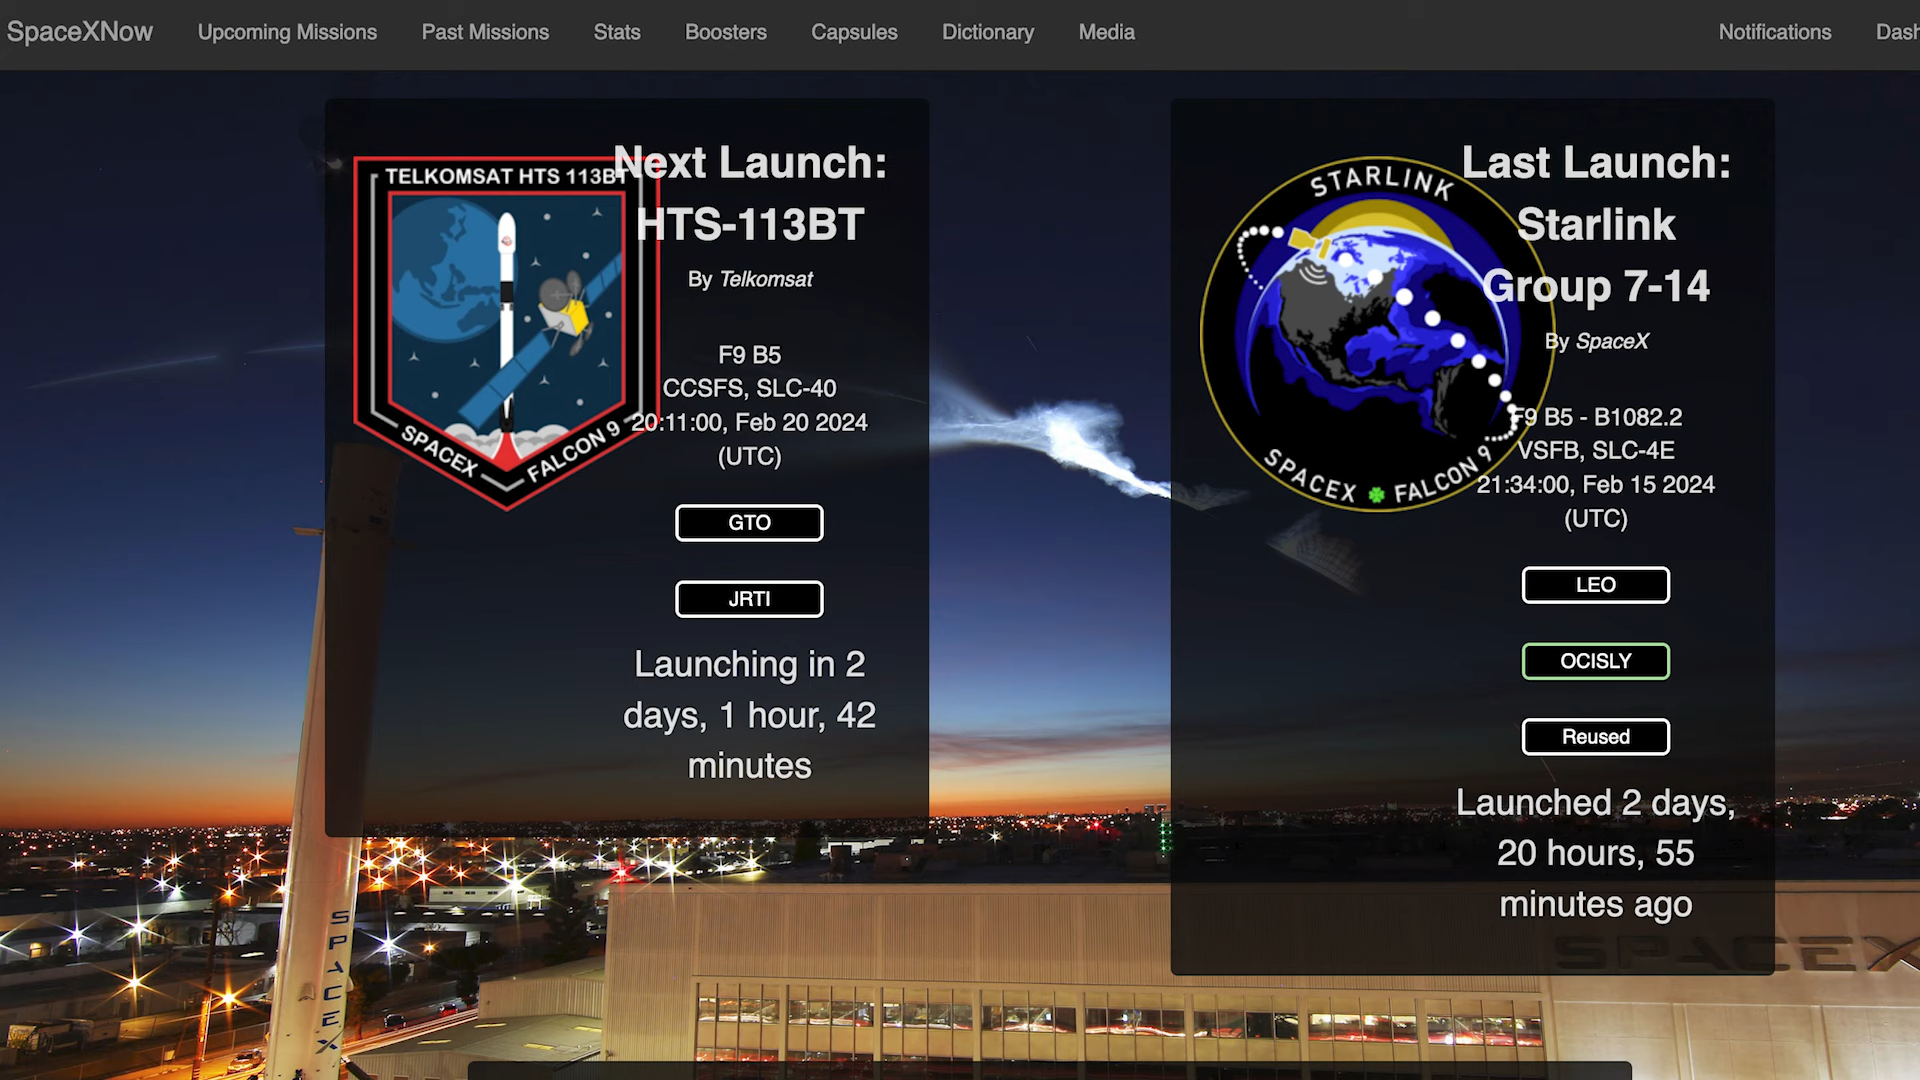 SpaceXNow Upcoming Missions Past Missions Stats Boosters Capsules Dictionary Media Notifications Dash
TELKOMSAT HTS 113BT
SPACEX FALCON 9
Next Launch:
HTS-113BT
By Telkomsat
F9 B5
CCSFS, SLC-40
20:11:00, Feb 20 2024
(UTC)
GTO
JRTI
Launching in 2
days, 1 hour, 42
minutes
STARLINK
SPACEX FALCON 9
Last Launch:
Starlink
Group 7-14
By SpaceX
F9 B5 - B1082.2
VSFB, SLC-4E
21:34:00, Feb 15 2024
(UTC)
LEO
OCISLY
Reused
Launched 2 days,
20 hours, 55
minutes ago
SPACEX
SPACEX